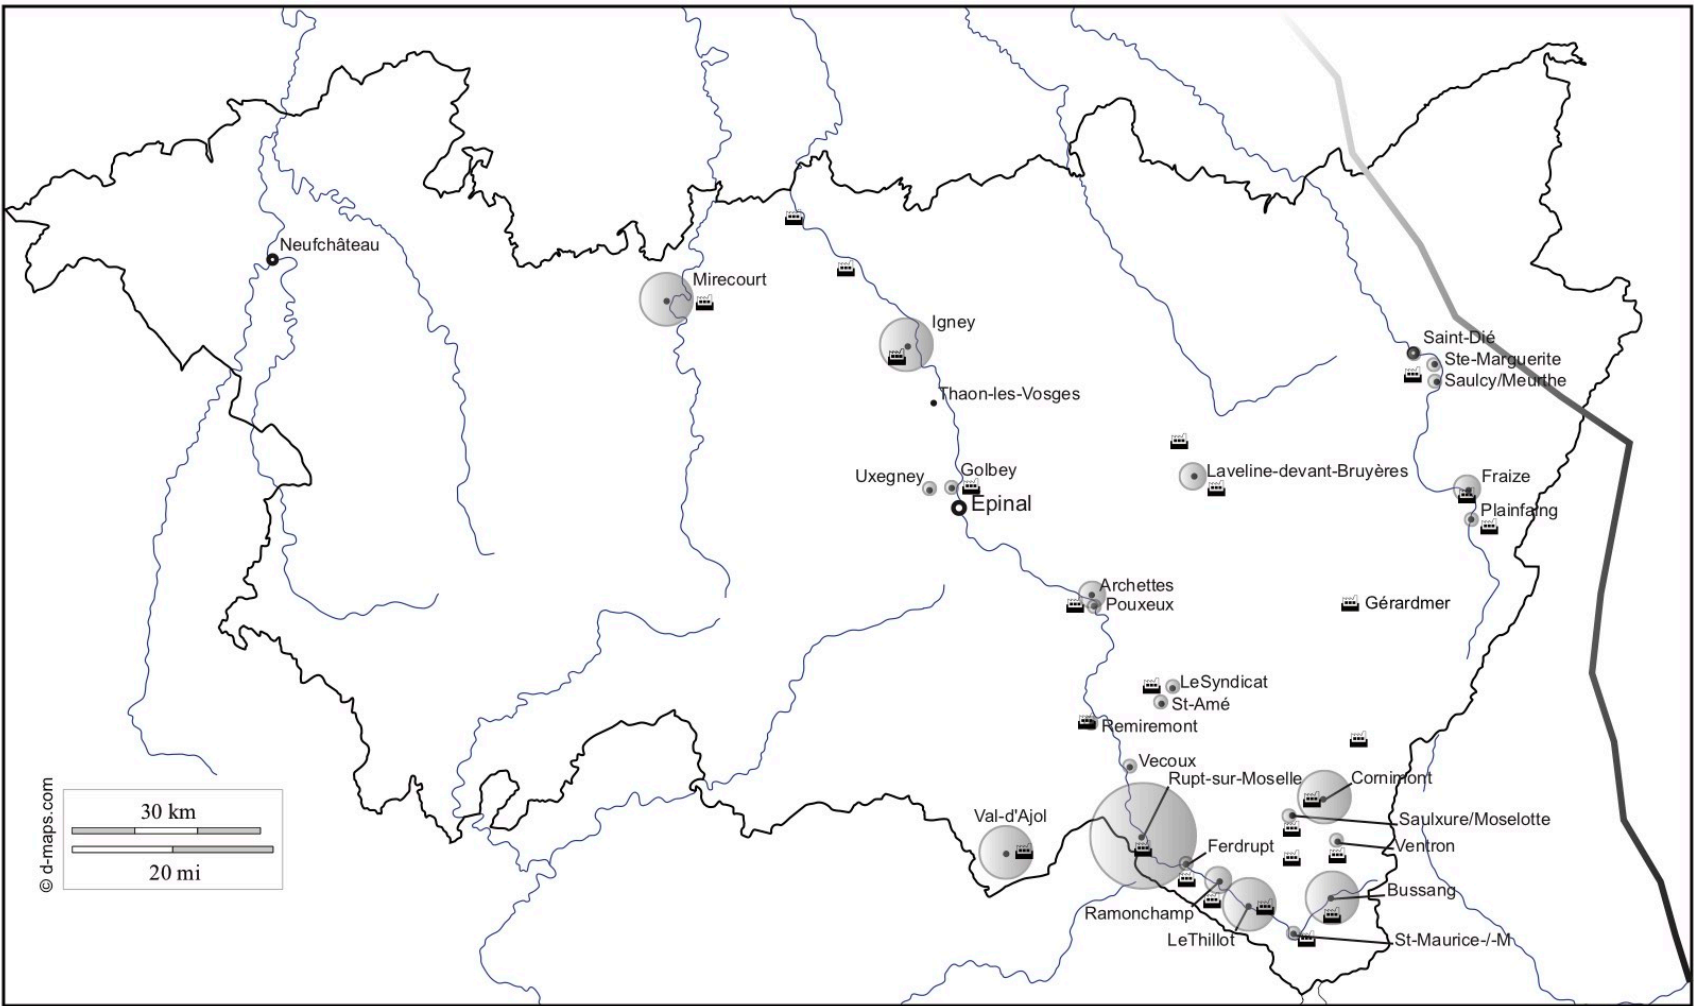 Neufchâteau
Mirecourt
Igney
Saint-Dié
Ste-Marguerite
Saulcy/Meurthe
Thaon-les-Vosges
Uxegney
Golbey
Epinal
Laveline-devant-Bruyères
Fraize
Plainfaing
Archettes
Pouxeux
Gérardmer
LeSyndicat
St-Amé
Remiremont
Vecoux
Rupt-sur-Moselle
Cornimont
Val-d'Ajol
Saulxure/Moselotte
Ferdrupt
Ventron
Bussang
Ramonchamp
LeThillot
St-Maurice-/-M
30 km
20 mi
© d-maps.com